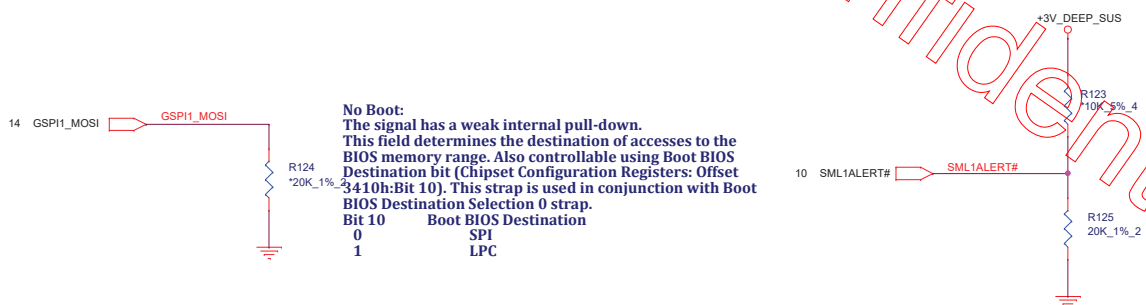 14 GSPI1_MOSI
GSPI1_MOSI
R124
*20K_1%_2
No Boot:
The signal has a weak internal pull-down.
This field determines the destination of accesses to the
BIOS memory range. Also controllable using Boot BIOS
Destination bit (Chipset Configuration Registers: Offset
3410h:Bit 10). This strap is used in conjunction with Boot
BIOS Destination Selection 0 strap.
Bit 10 Boot BIOS Destination
0 SPI
1 LPC
+3V_DEEP_SUS
R123
*10K_5%_4
10 SML1ALERT#
SML1ALERT#
R125
20K_1%_2